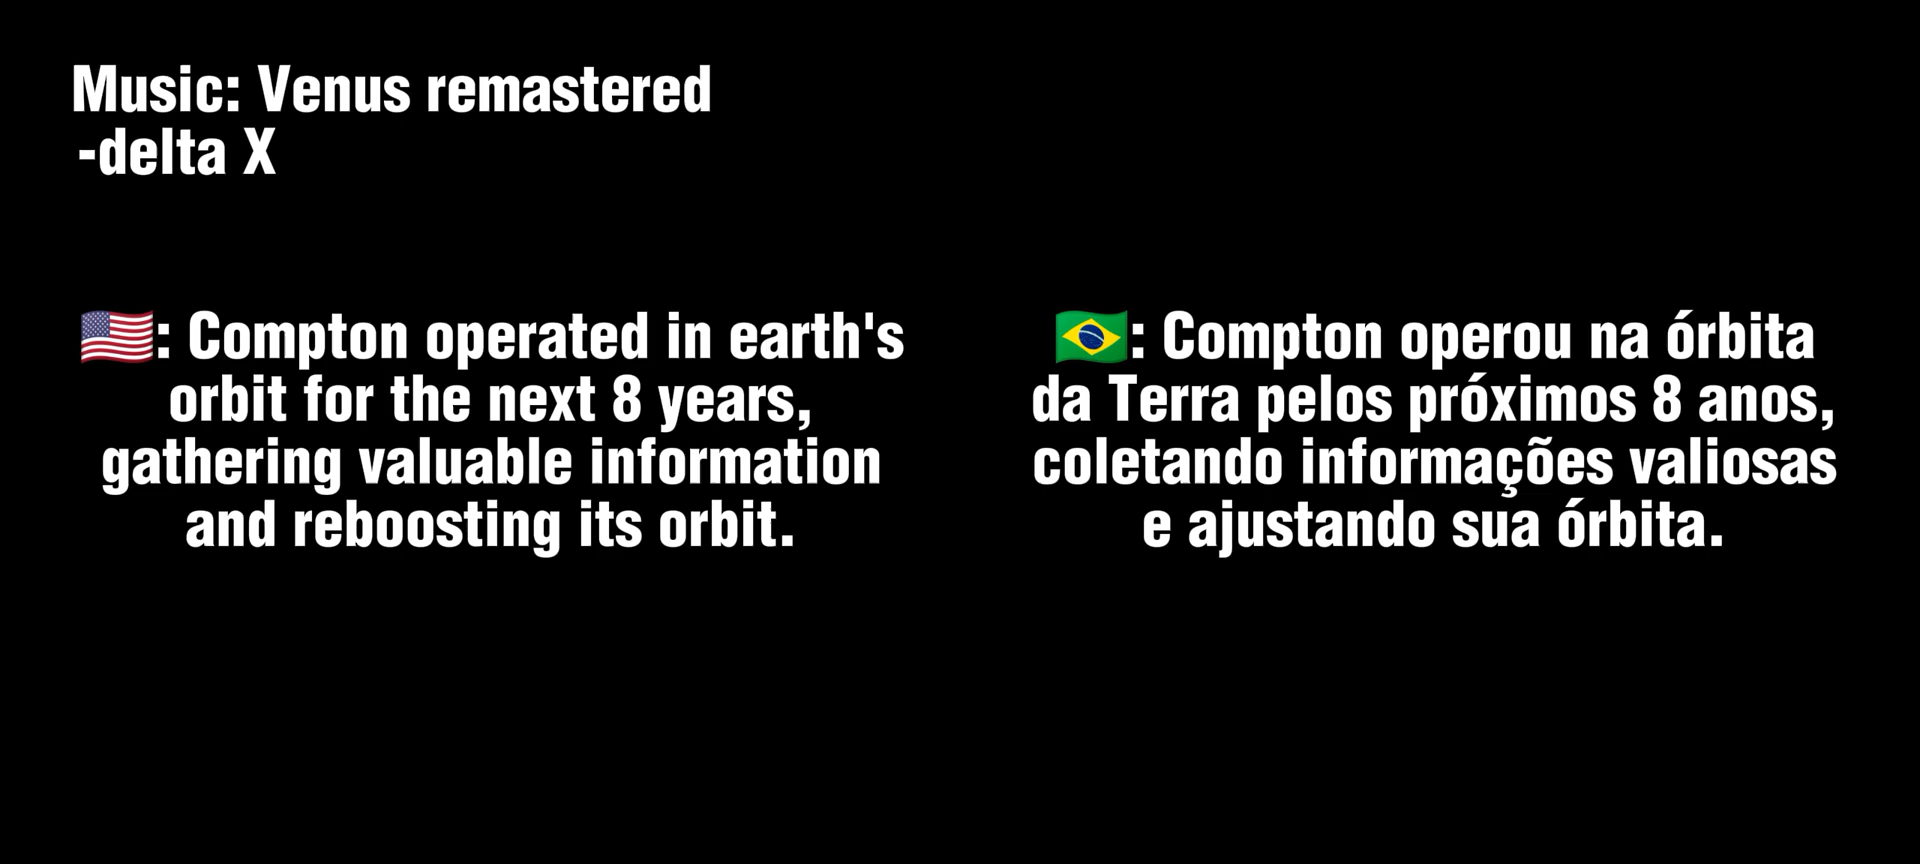 Music: Venus remastered
-delta X
🇺🇸: Compton operated in earth's
orbit for the next 8 years,
gathering valuable information
and reboosting its orbit.
🇧🇷: Compton operou na órbita
da Terra pelos próximos 8 anos,
coletando informações valiosas
e ajustando sua órbita.